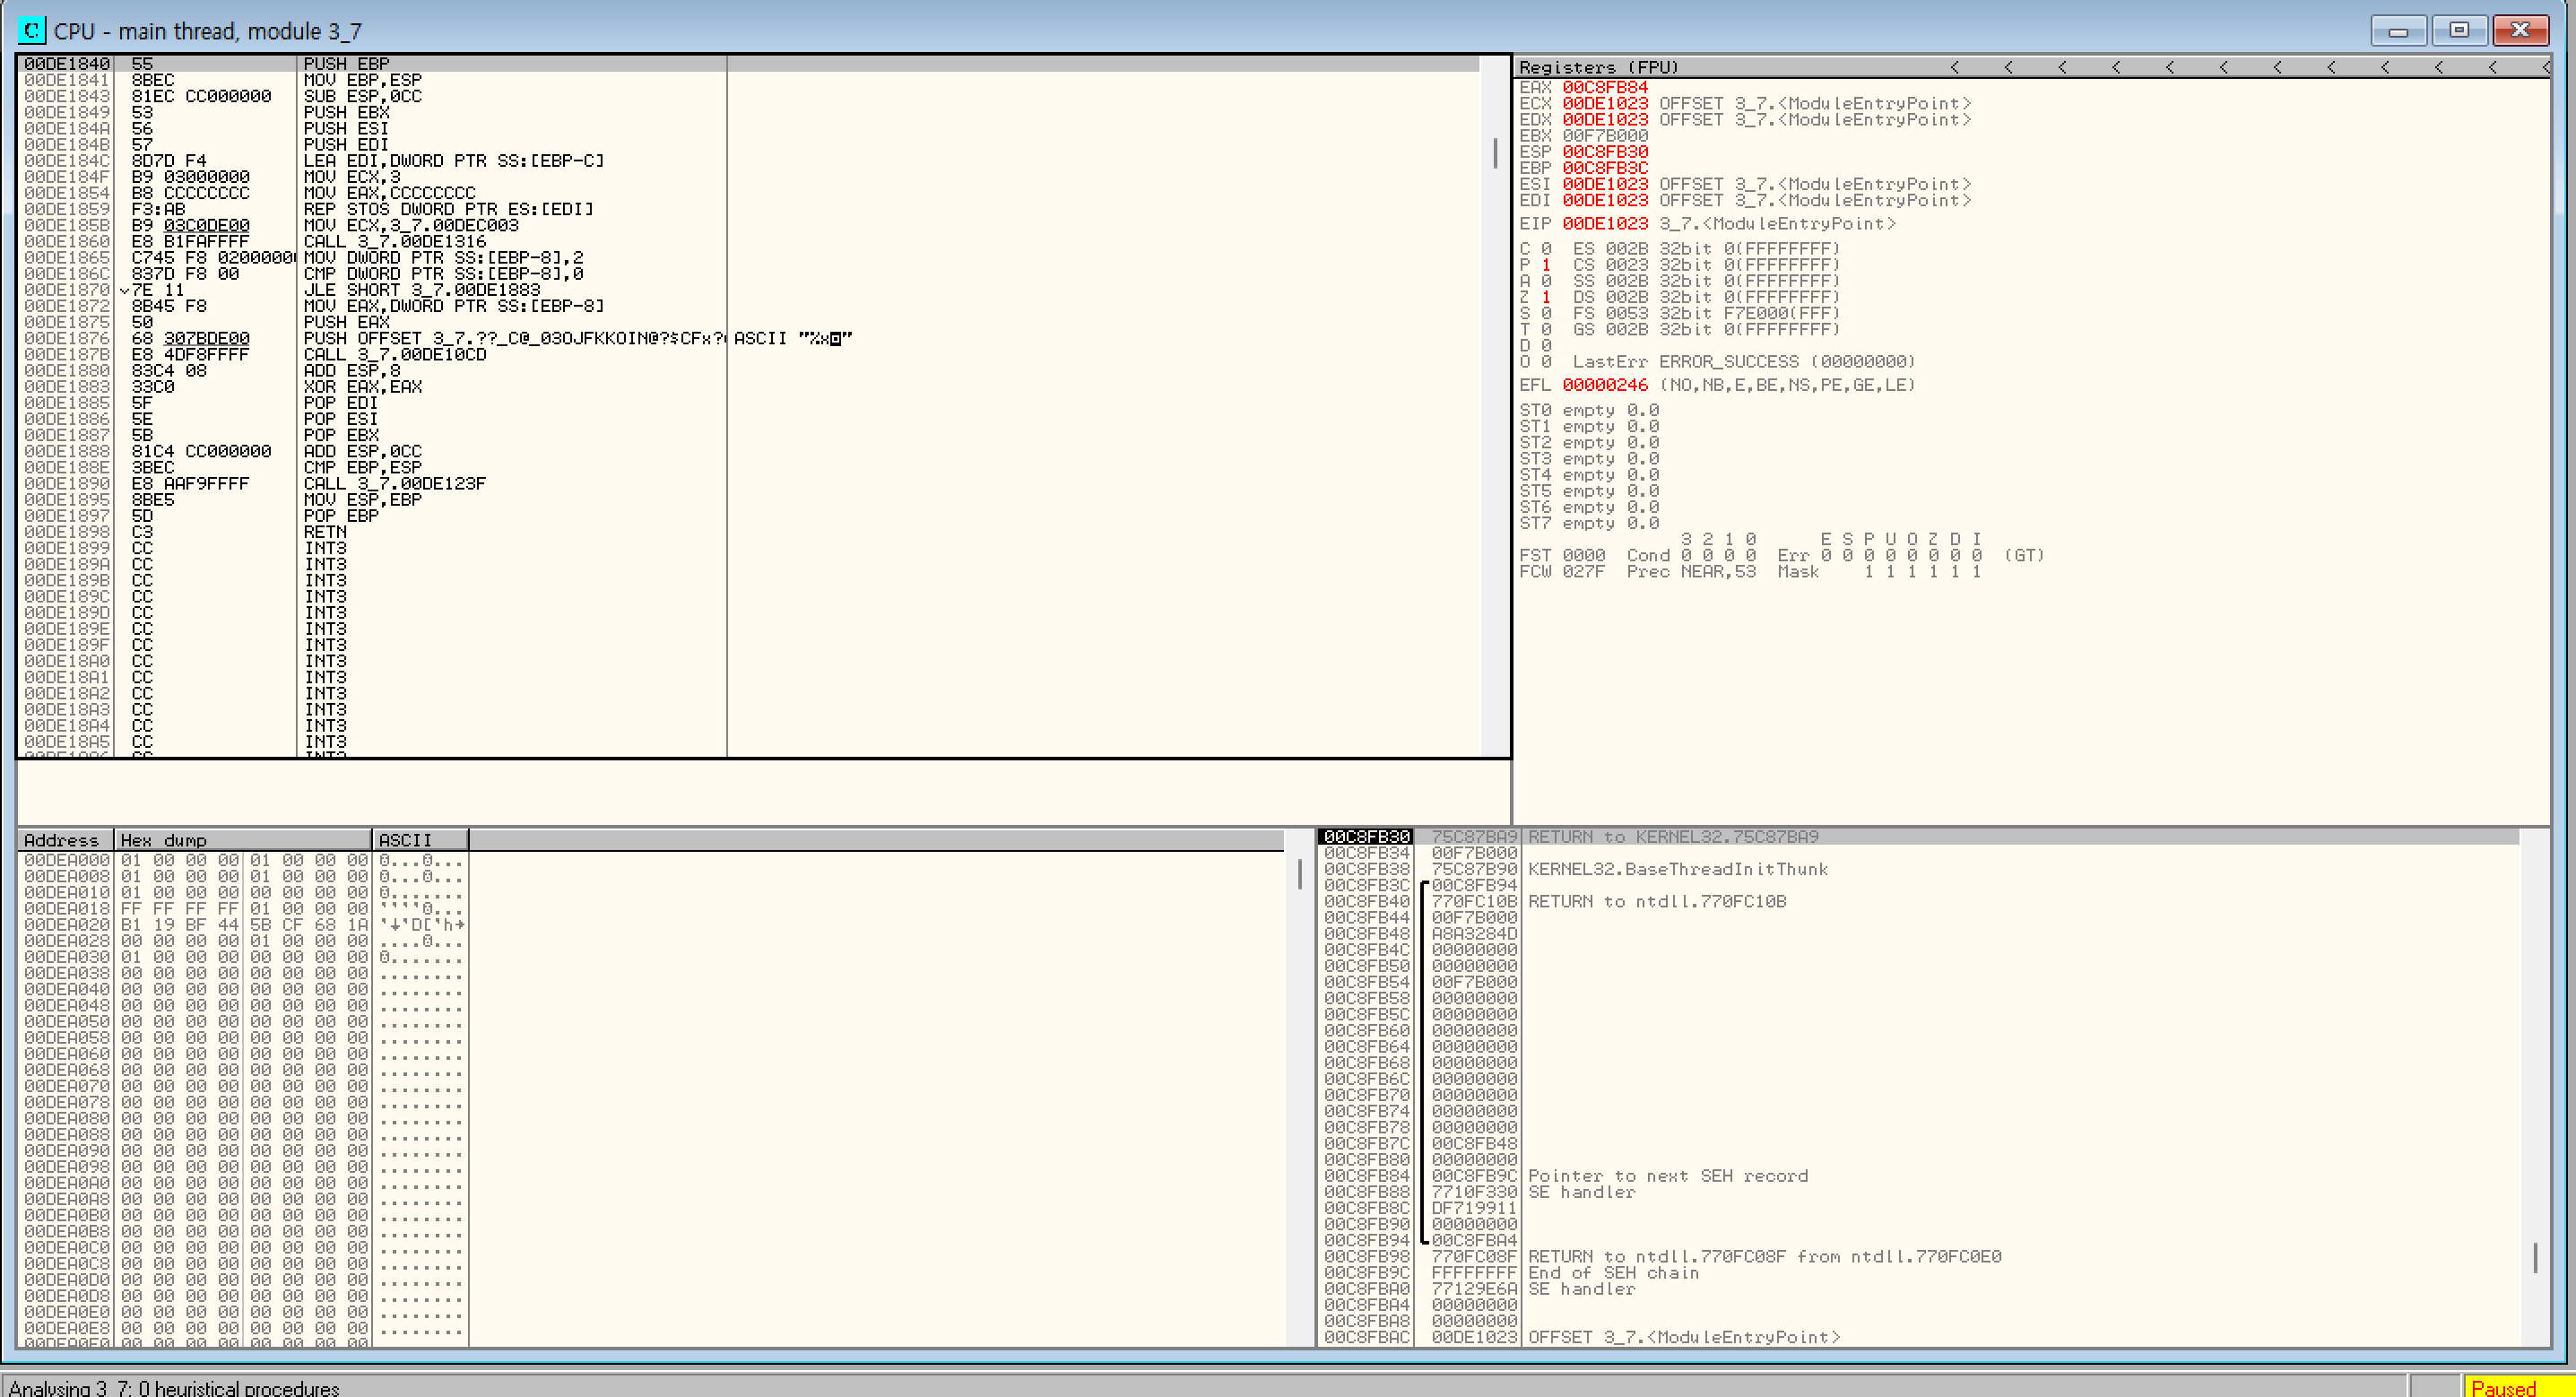 C CPU - main thread, module 3_7
00DE1840 55 PUSH EBP
00DE1841 8BEC MOV EBP,ESP
00DE1843 81EC CC000000 SUB ESP,0CC
00DE1849 53 PUSH EBX
00DE184A 56 PUSH ESI
00DE184B 57 PUSH EDI
00DE184C 8D7D F4 LEA EDI,DWORD PTR SS:[EBP-C]
00DE184F B9 03000000 MOV ECX,3
00DE1854 B8 CCCCCCCC MOV EAX,CCCCCCCC
00DE1859 F3:AB REP STOS DWORD PTR ES:[EDI]
00DE185B B9 03C0DE00 MOV ECX,3_7.00DEC003
00DE1860 E8 B1FAFFFF CALL 3_7.00DE1316
00DE1865 C745 F8 0200000 MOV DWORD PTR SS:[EBP-8],2
00DE186C 837D F8 00 CMP DWORD PTR SS:[EBP-8],0
00DE1870 7E 11 JLE SHORT 3_7.00DE1883
00DE1872 8B45 F8 MOV EAX,DWORD PTR SS:[EBP-8]
00DE1875 50 PUSH EAX
00DE1876 68 307BDE00 PUSH OFFSET 3_7.??_C@_03OJFKKOIN@?$CFx? ASCII "%x◙"
00DE187B E8 4DF8FFFF CALL 3_7.00DE10CD
00DE1880 83C4 08 ADD ESP,8
00DE1883 33C0 XOR EAX,EAX
00DE1885 5F POP EDI
00DE1886 5E POP ESI
00DE1887 5B POP EBX
00DE1888 81C4 CC000000 ADD ESP,0CC
00DE188E 3BEC CMP EBP,ESP
00DE1890 E8 AAF9FFFF CALL 3_7.00DE123F
00DE1895 8BE5 MOV ESP,EBP
00DE1897 5D POP EBP
00DE1898 C3 RETN
00DE1899 CC INT3
00DE189A CC INT3
00DE189B CC INT3
00DE189C CC INT3
00DE189D CC INT3
00DE189E CC INT3
00DE189F CC INT3
00DE18A0 CC INT3
00DE18A1 CC INT3
00DE18A2 CC INT3
00DE18A3 CC INT3
00DE18A4 CC INT3
00DE18A5 CC INT3
Registers (FPU) < < < < < < < < < < < <
EAX 00C8FB84
ECX 00DE1023 OFFSET 3_7.<ModuleEntryPoint>
EDX 00DE1023 OFFSET 3_7.<ModuleEntryPoint>
EBX 00F7B000
ESP 00C8FB30
EBP 00C8FB3C
ESI 00DE1023 OFFSET 3_7.<ModuleEntryPoint>
EDI 00DE1023 OFFSET 3_7.<ModuleEntryPoint>
EIP 00DE1023 3_7.<ModuleEntryPoint>
C 0 ES 002B 32bit 0(FFFFFFFF)
P 1 CS 0023 32bit 0(FFFFFFFF)
A 0 SS 002B 32bit 0(FFFFFFFF)
Z 1 DS 002B 32bit 0(FFFFFFFF)
S 0 FS 0053 32bit F7E000(FFF)
T 0 GS 002B 32bit 0(FFFFFFFF)
D 0
O 0 LastErr ERROR_SUCCESS (00000000)
EFL 00000246 (NO,NB,E,BE,NS,PE,GE,LE)
ST0 empty 0.0
ST1 empty 0.0
ST2 empty 0.0
ST3 empty 0.0
ST4 empty 0.0
ST5 empty 0.0
ST6 empty 0.0
ST7 empty 0.0
3 2 1 0 E S P U O Z D I
FST 0000 Cond 0 0 0 0 Err 0 0 0 0 0 0 0 0 (GT)
FCW 027F Prec NEAR,53 Mask 1 1 1 1 1 1
Address Hex dump ASCII
00DEA000 01 00 00 00 01 00 00 00
00DEA008 01 00 00 00 01 00 00 00
00DEA010 01 00 00 00 00 00 00 00
00DEA018 FF FF FF FF 01 00 00 00
00DEA020 B1 19 BF 44 5B CF 68 1A
00DEA028 00 00 00 00 01 00 00 00
00DEA030 01 00 00 00 00 00 00 00
00DEA038 00 00 00 00 00 00 00 00 ........
00DEA040 00 00 00 00 00 00 00 00 ........
00DEA048 00 00 00 00 00 00 00 00 ........
00DEA050 00 00 00 00 00 00 00 00 ........
00DEA058 00 00 00 00 00 00 00 00 ........
00DEA060 00 00 00 00 00 00 00 00 ........
00DEA068 00 00 00 00 00 00 00 00 ........
00DEA070 00 00 00 00 00 00 00 00 ........
00DEA078 00 00 00 00 00 00 00 00 ........
00DEA080 00 00 00 00 00 00 00 00 ........
00DEA088 00 00 00 00 00 00 00 00 ........
00DEA090 00 00 00 00 00 00 00 00 ........
00DEA098 00 00 00 00 00 00 00 00 ........
00DEA0A0 00 00 00 00 00 00 00 00 ........
00DEA0A8 00 00 00 00 00 00 00 00 ........
00DEA0B0 00 00 00 00 00 00 00 00 ........
00DEA0B8 00 00 00 00 00 00 00 00 ........
00DEA0C0 00 00 00 00 00 00 00 00 ........
00DEA0C8 00 00 00 00 00 00 00 00 ........
00DEA0D0 00 00 00 00 00 00 00 00 ........
00DEA0D8 00 00 00 00 00 00 00 00 ........
00DEA0E0 00 00 00 00 00 00 00 00 ........
00DEA0E8 00 00 00 00 00 00 00 00 ........
00DEA0F0 00 00 00 00 00 00 00 00
00C8FB30 75C87BA9 RETURN to KERNEL32.75C87BA9
00C8FB34 00F7B000
00C8FB38 75C87B90 KERNEL32.BaseThreadInitThunk
00C8FB3C 00C8FB94
00C8FB40 770FC10B RETURN to ntdll.770FC10B
00C8FB44 00F7B000
00C8FB48 A8A3284D
00C8FB4C 00000000
00C8FB50 00000000
00C8FB54 00F7B000
00C8FB58 00000000
00C8FB5C 00000000
00C8FB60 00000000
00C8FB64 00000000
00C8FB68 00000000
00C8FB6C 00000000
00C8FB70 00000000
00C8FB74 00000000
00C8FB78 00000000
00C8FB7C 00C8FB48
00C8FB80 00000000
00C8FB84 00C8FB9C Pointer to next SEH record
00C8FB88 7710F330 SE handler
00C8FB8C DF719911
00C8FB90 00000000
00C8FB94 00C8FBA4
00C8FB98 770FC08F RETURN to ntdll.770FC08F from ntdll.770FC0E0
00C8FB9C FFFFFFFF End of SEH chain
00C8FBA0 77129E6A SE handler
00C8FBA4 00000000
00C8FBA8 00000000
00C8FBAC 00DE1023 OFFSET 3_7.<ModuleEntryPoint>
Analysing 3_7: 0 heuristical procedures
Paused